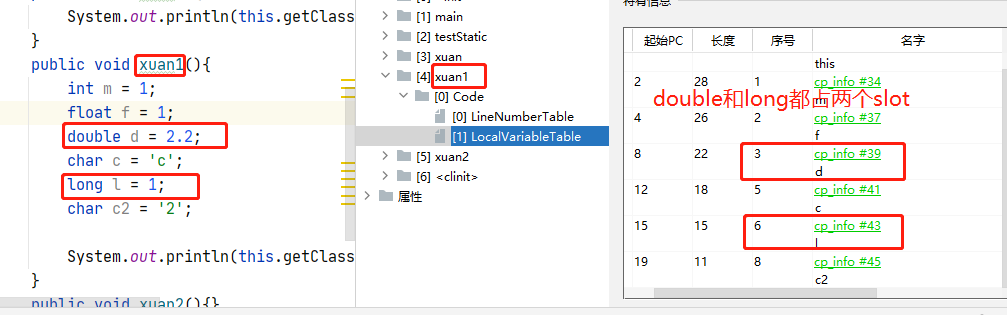 System.out.println(this.getClass
}
public void xuan1(){
int m = 1;
float f = 1;
double d = 2.2;
char c = 'c';
long l = 1;
char c2 = '2';
System.out.println(this.getClass
}
public void xuan2(){}
[1] main
[2] testStatic
[3] xuan
[4] xuan1
[0] Code
[0] LineNumberTable
[1] LocalVariableTable
[5] xuan2
[6] <clinit>
属性
特有信息
起始PC 长度 序号 名字
this
2 28 1 cp_info #34
double和long都占两个slot
4 26 2 cp_info #37
f
8 22 3 cp_info #39
d
12 18 5 cp_info #41
c
15 15 6 cp_info #43
l
19 11 8 cp_info #45
c2